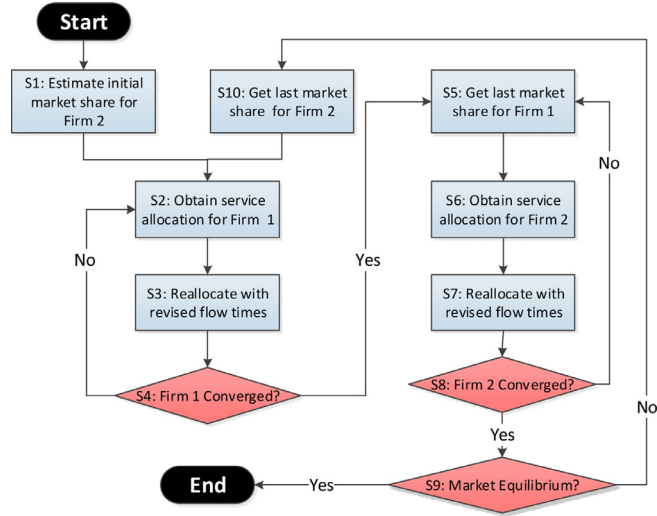 Start
S1: Estimate initial
market share for
Firm 2
S10: Get last market
share for Firm 2
S5: Get last market
share for Firm 1
No
S2: Obtain service
allocation for Firm 1
S6: Obtain service
allocation for Firm 2
No
Yes
S3: Reallocate with
revised flow times
S7: Reallocate with
revised flow times
S4: Firm 1 Converged?
S8: Firm 2 Converged?
No
Yes
End
Yes
S9: Market Equilibrium?